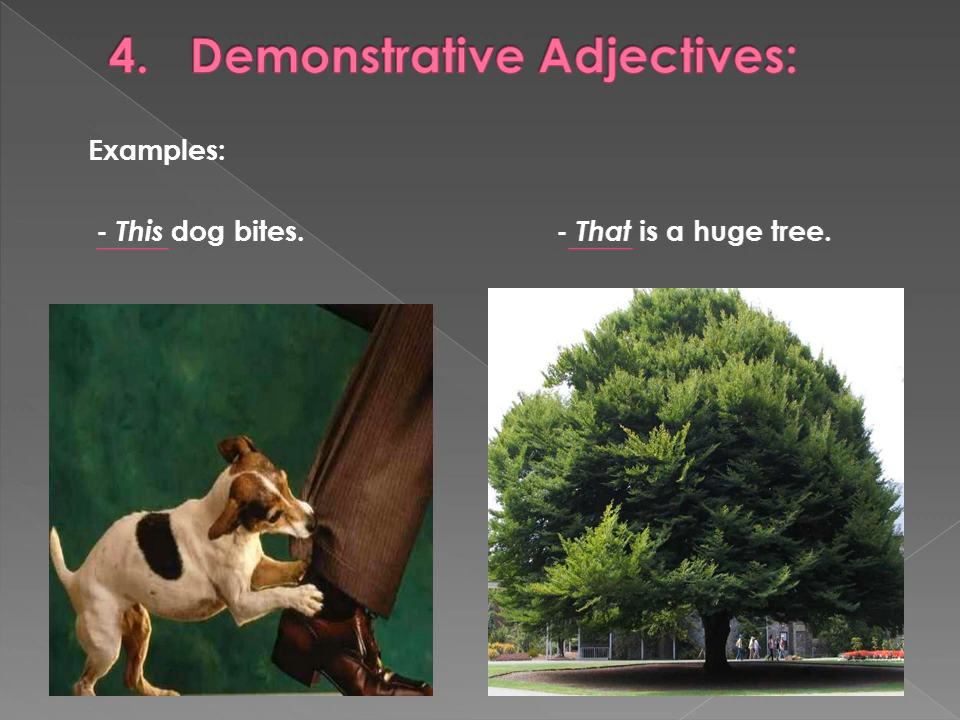 4. Demonstrative Adjectives:
Examples:
- This dog bites.
- That is a huge tree.